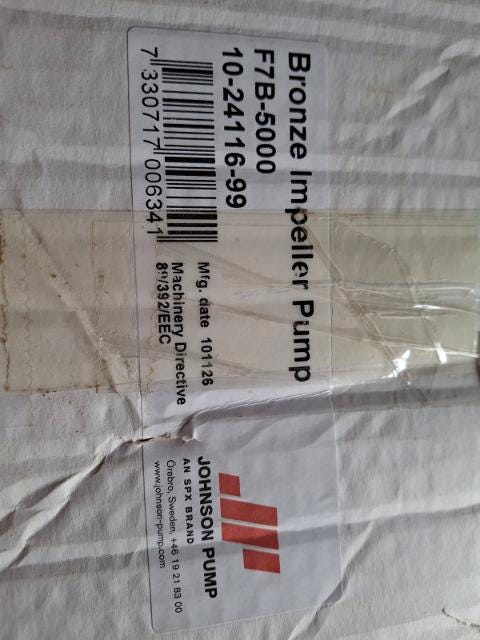 Bronze Impeller Pump
F7B-5000
10-24116-99
7 330717 006341
Mfg. date 101126
Machinery Directive
89/392/EEC
JOHNSON PUMP
AN SPX BRAND
Örebro, Sweden, +46 19 21 83 00
www.johnson-pump.com